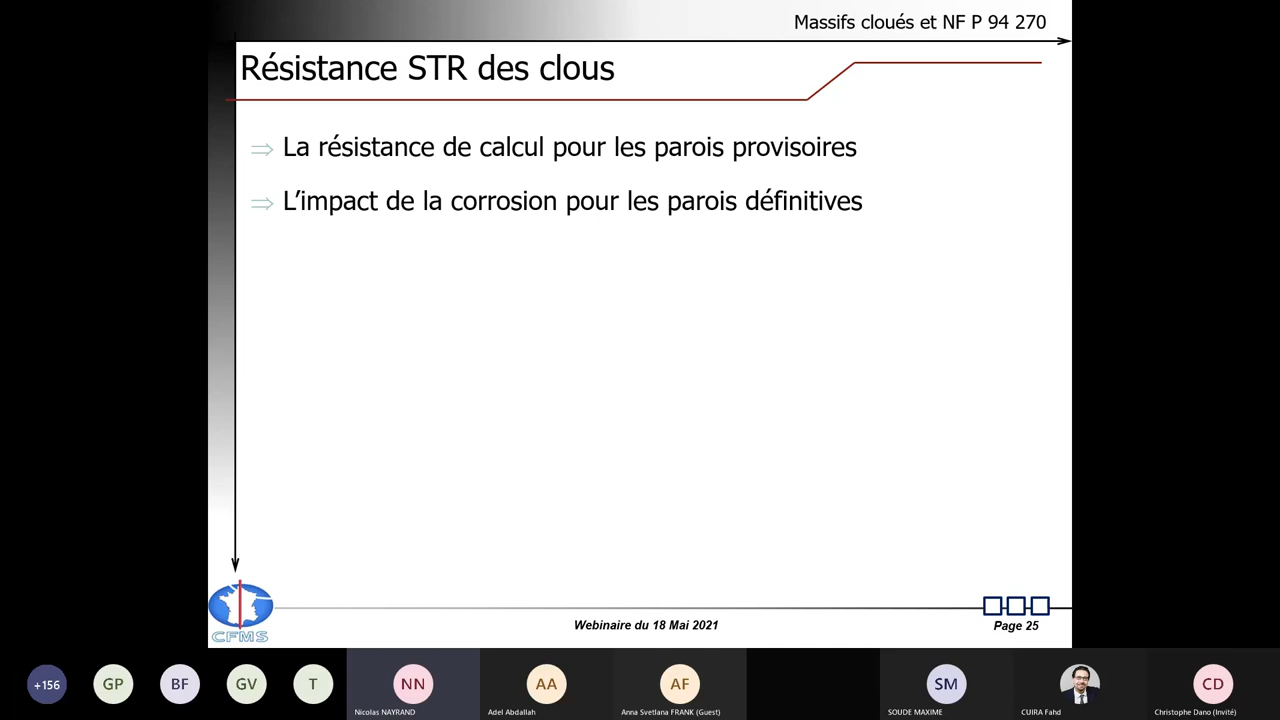 Massifs cloués et NF P 94 270
Résistance STR des clous
⇒ La résistance de calcul pour les parois provisoires
⇒ L’impact de la corrosion pour les parois définitives
CFMS
Webinaire du 18 Mai 2021
Page 25
+156
GP
BF
GV
T
NN
AA
AF
SM
CD
Nicolas NAYRAND
Adel Abdallah
Anna Svetlana FRANK (Guest)
SOUDE MAXIME
CUIRA Fahd
Christophe Dano (Invité)